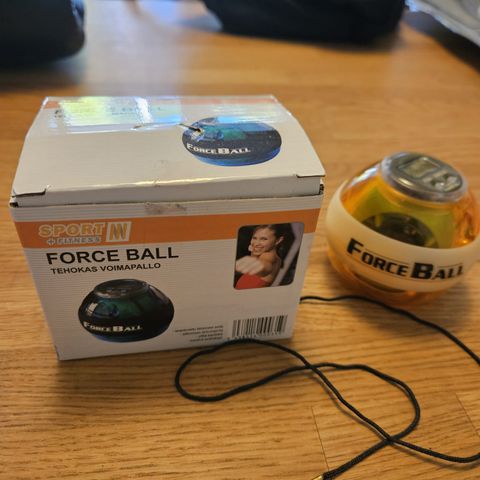 FORCE BALL
SPORT N
+ FITNESS
FORCE BALL
TEHOKAS VOIMAPALLO
FORCE BALL
FORCE BALL